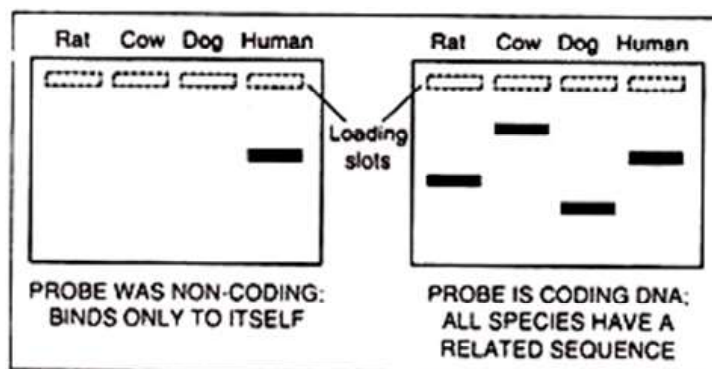 Rat Cow Dog Human
Rat Cow Dog Human
Loading
slots
PROBE WAS NON-CODING:
BINDS ONLY TO ITSELF
PROBE IS CODING DNA;
ALL SPECIES HAVE A
RELATED SEQUENCE